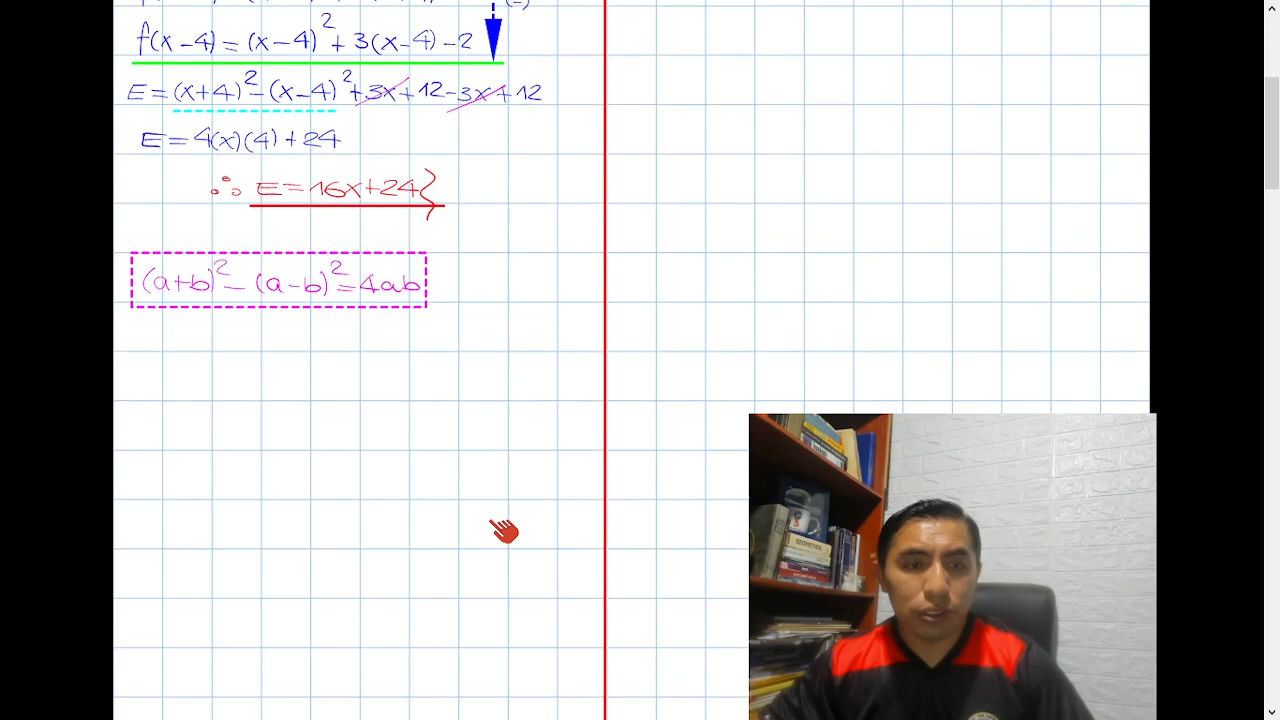 f(x-4) = (x-4)² + 3(x-4) - 2
E = (x+4)² - (x-4)² + 3x + 12 - 3x + 12
E = 4(x)(4) + 24
∴ E = 16x + 24
(a+b)² - (a-b)² = 4ab
GEOMETRIA